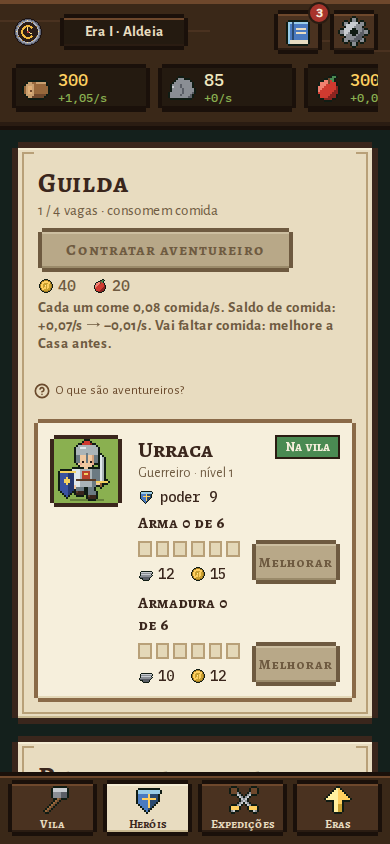 3
Era I · Aldeia
300
+1,05/s
85
+0/s
300
+0,0
Guilda
1 / 4 vagas · consomem comida
Contratar aventureiro
40 20
Cada um come 0,08 comida/s. Saldo de comida:
+0,07/s → −0,01/s. Vai faltar comida: melhore a
Casa antes.
? O que são aventureiros?
Urraca
Na vila
Guerreiro · nível 1
poder 9
Arma 0 de 6
Melhorar
12 15
Armadura 0
de 6
Melhorar
10 12
Vila
Heróis
Expedições
Eras